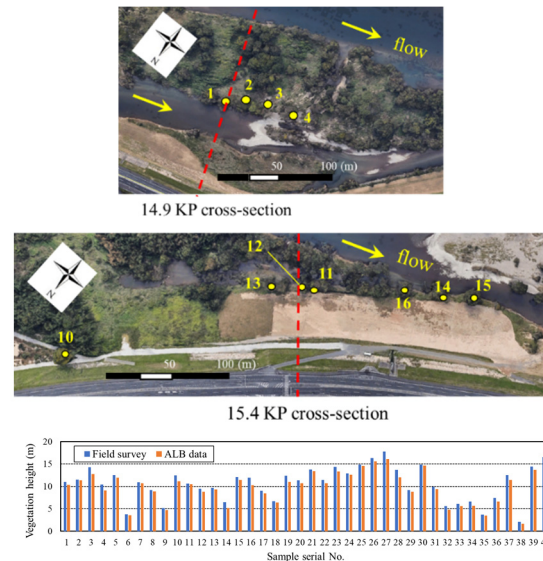 N
flow
1 2 3 4
50 100 (m)
14.9 KP cross-section
N
flow
12
13 11 16 14 15
10
50 100 (m)
15.4 KP cross-section
Field survey ALB data
Vegetation height (m)
20
15
10
5
0
1 2 3 4 5 6 7 8 9 10 11 12 13 14 15 16 17 18 19 20 21 22 23 24 25 26 27 28 29 30 31 32 33 34 35 36 37 38 39 4
Sample serial No.